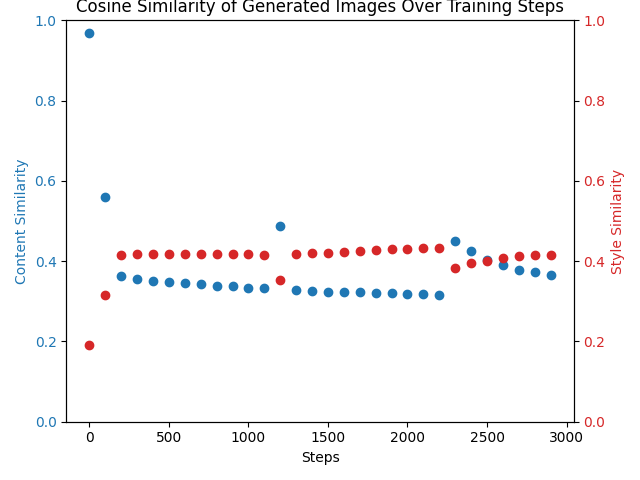 Cosine Similarity of Generated Images Over Training Steps
1.0 1.0
0.8 0.8
0.6 0.6
0.4 0.4
0.2 0.2
0.0 0.0
Content Similarity
Style Similarity
0 500 1000 1500 2000 2500 3000
Steps